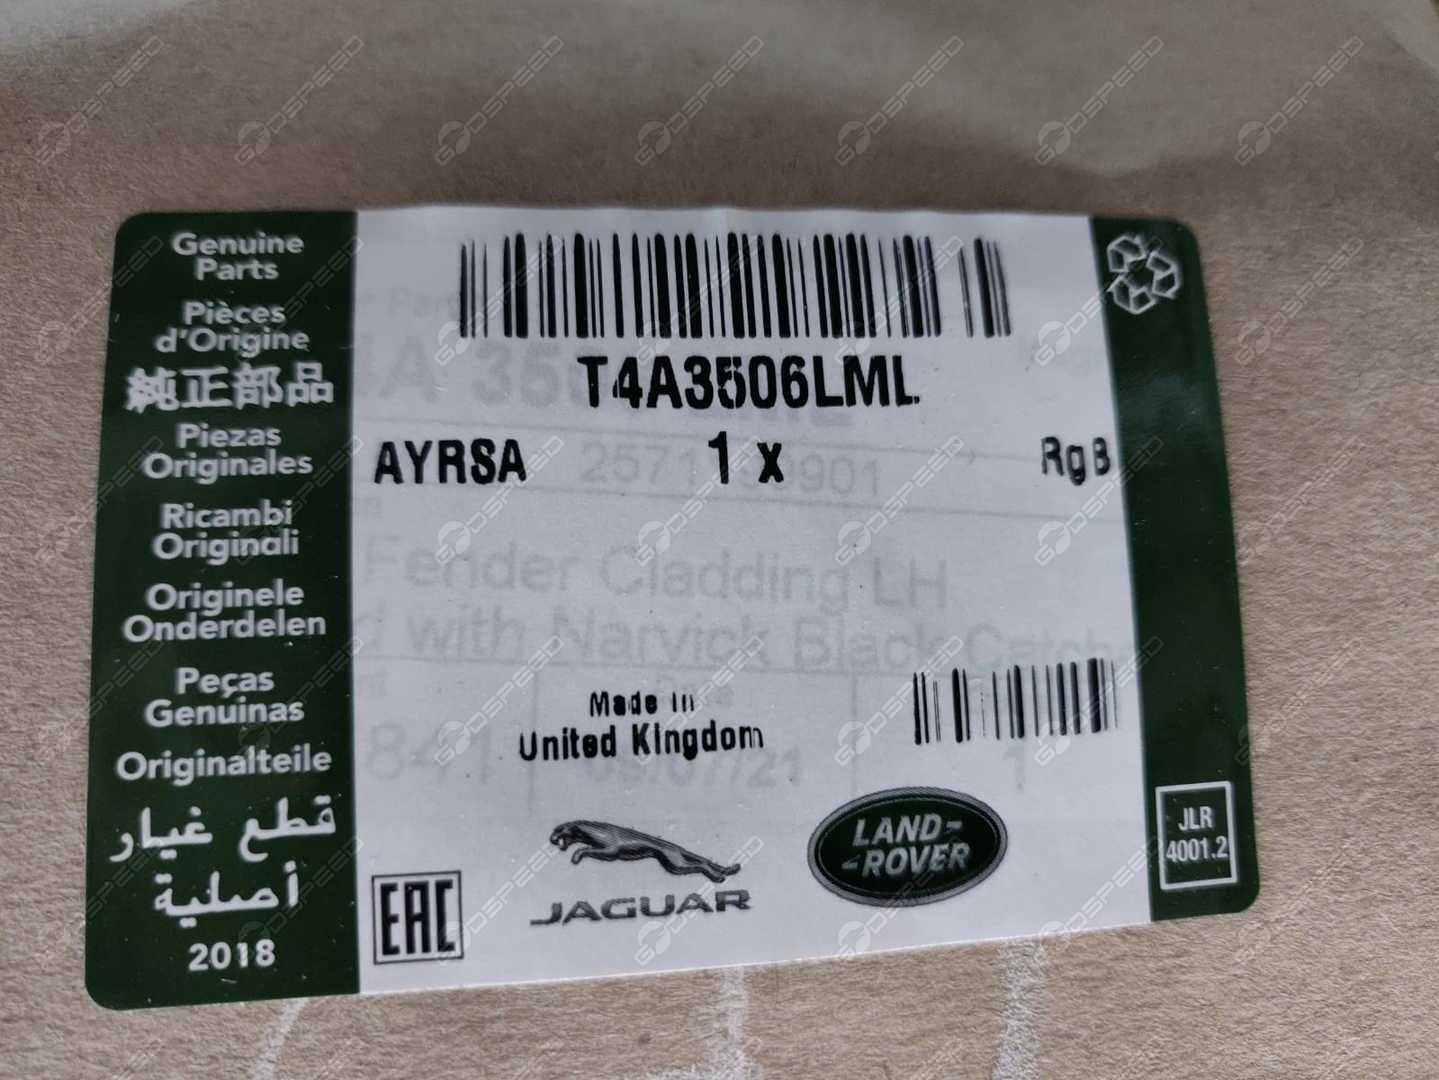 Genuine
Parts
Pièces
d'Origine
純正部品
Piezas
Originales
Ricambi
Originali
Originele
Onderdelen
Peças
Genuinas
Originalteile
قطع غيار
أصلية
2018
T4A3506LML
AYRSA 1 x RgB
Fender Cladding LH
with Narvick Black
Made in
United Kingdom
EAC
JAGUAR
LAND-
-ROVER
JLR
4001.2
GODSPEED